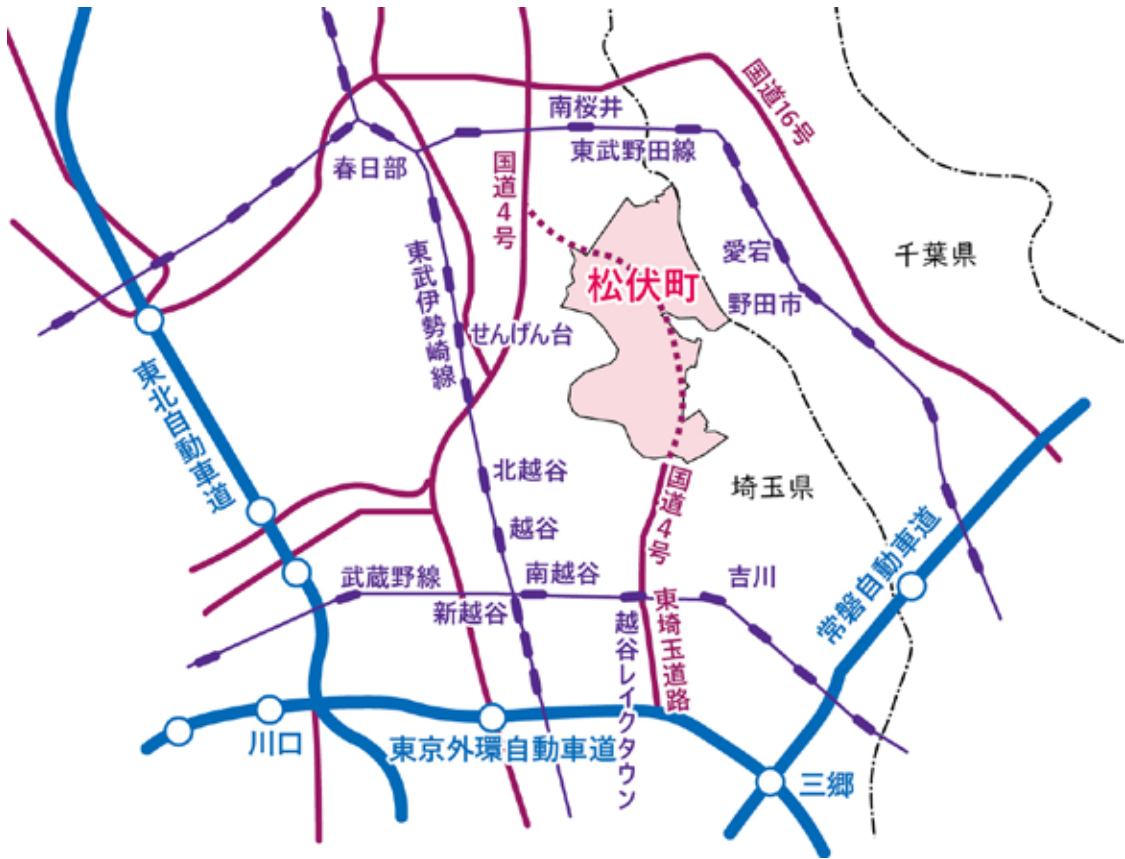 南桜井
国道16号
東武野田線
春日部
国道4号
千葉県
愛宕
東武伊勢崎線
松伏町
野田市
せんげん台
東北自動車道
北越谷
国道4号
埼玉県
越谷
武蔵野線
南越谷
吉川
常磐自動車道
新越谷
東埼玉道路
越谷レイクタウン
川口
東京外環自動車道
三郷